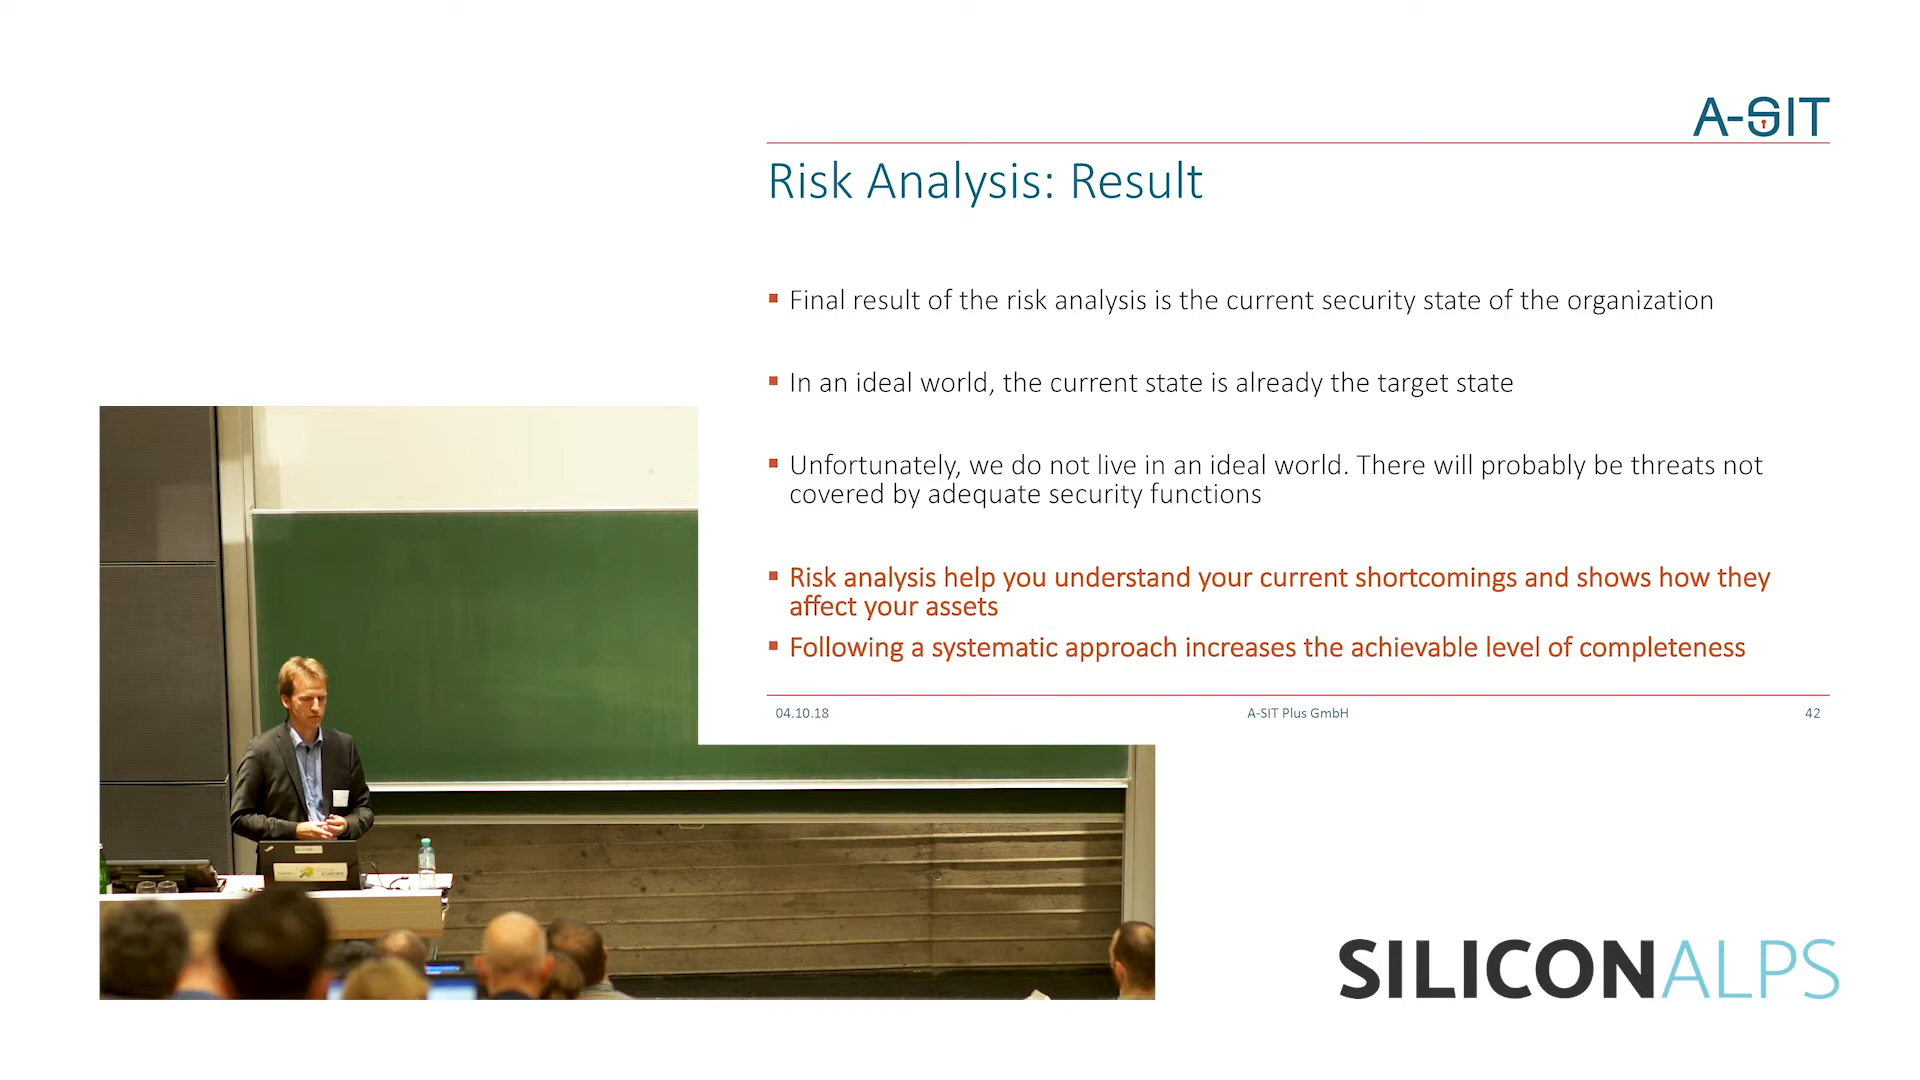 A-SIT
Risk Analysis: Result
Final result of the risk analysis is the current security state of the organization
In an ideal world, the current state is already the target state
Unfortunately, we do not live in an ideal world. There will probably be threats not
covered by adequate security functions
Risk analysis help you understand your current shortcomings and shows how they
affect your assets
Following a systematic approach increases the achievable level of completeness
04.10.18
A-SIT Plus GmbH
42
SILICONALPS